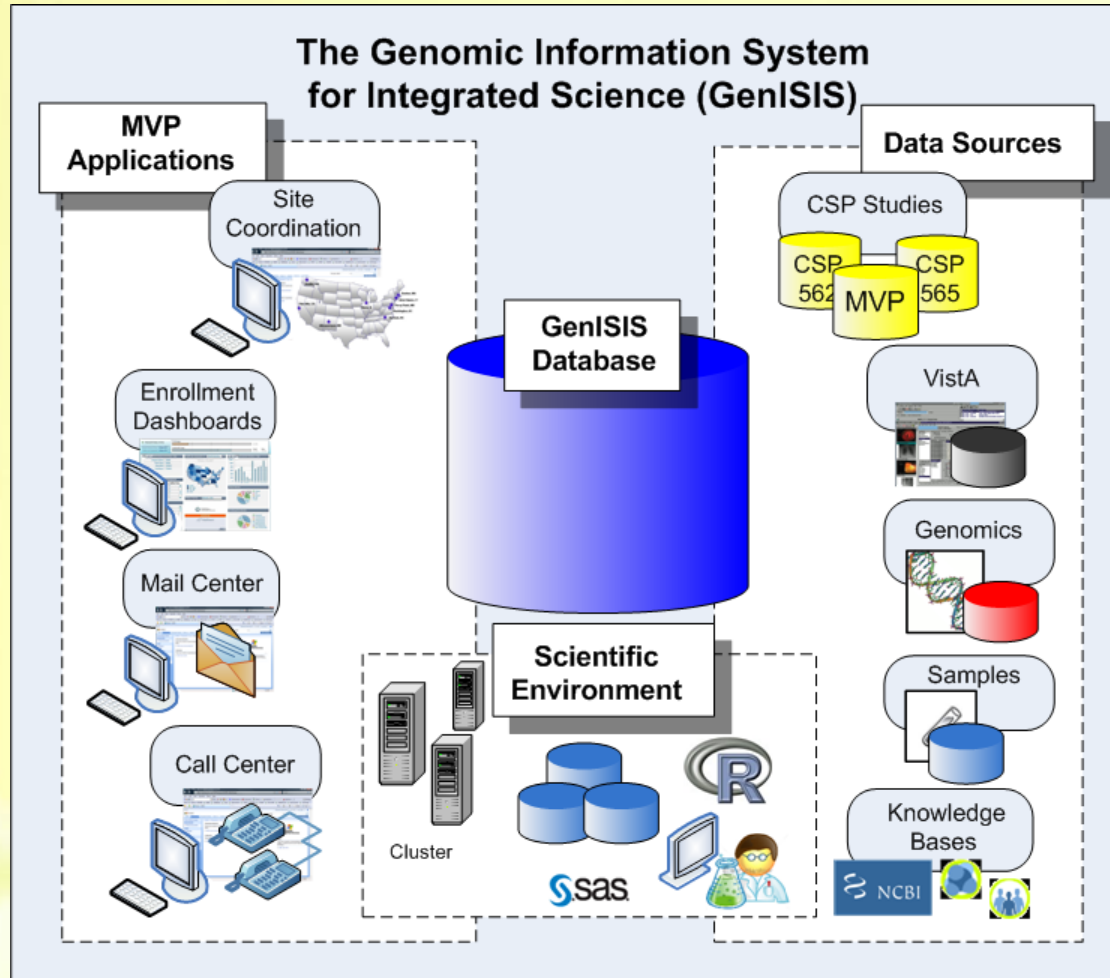 The Genomic Information System
for Integrated Science (GenISIS)
MVP
Applications
Site
Coordination
Enrollment
Dashboards
Mail Center
Call Center
GenISIS
Database
Scientific
Environment
Cluster
R
sas
Data Sources
CSP Studies
CSP
562
CSP
565
MVP
VistA
Genomics
Samples
Knowledge
Bases
NCBI